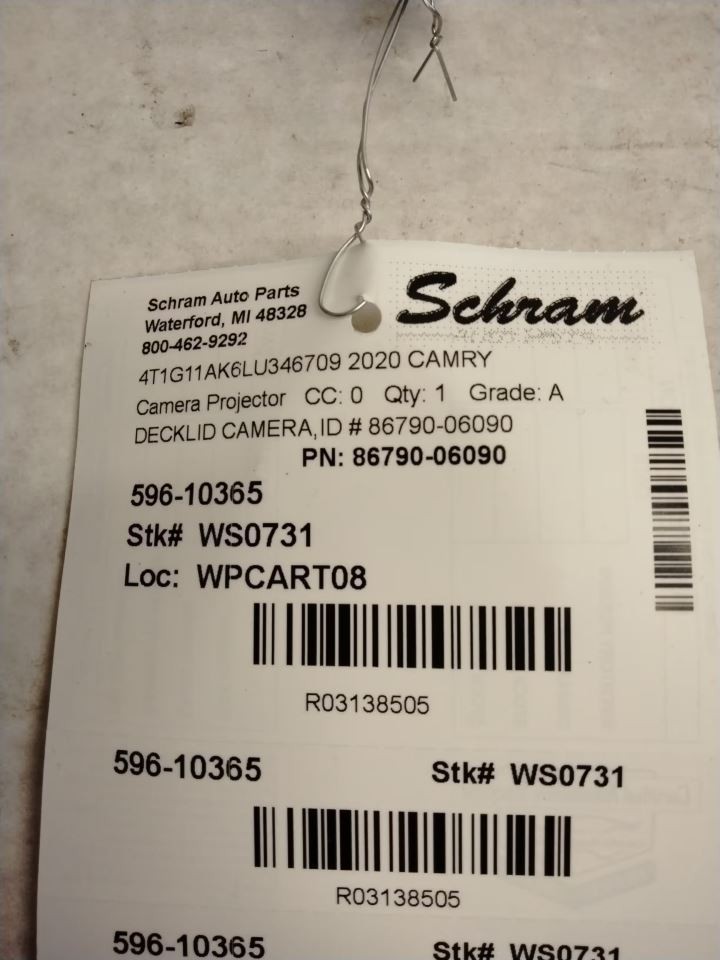 Schram Auto Parts
Waterford, MI 48328
800-462-9292
Schram
4T1G11AK6LU346709 2020 CAMRY
Camera Projector CC: 0 Qty: 1 Grade: A
DECKLID CAMERA,ID # 86790-06090
PN: 86790-06090
596-10365
Stk# WS0731
Loc: WPCART08
R03138505
596-10365 Stk# WS0731
R03138505
596-10365 Stk# WS0731